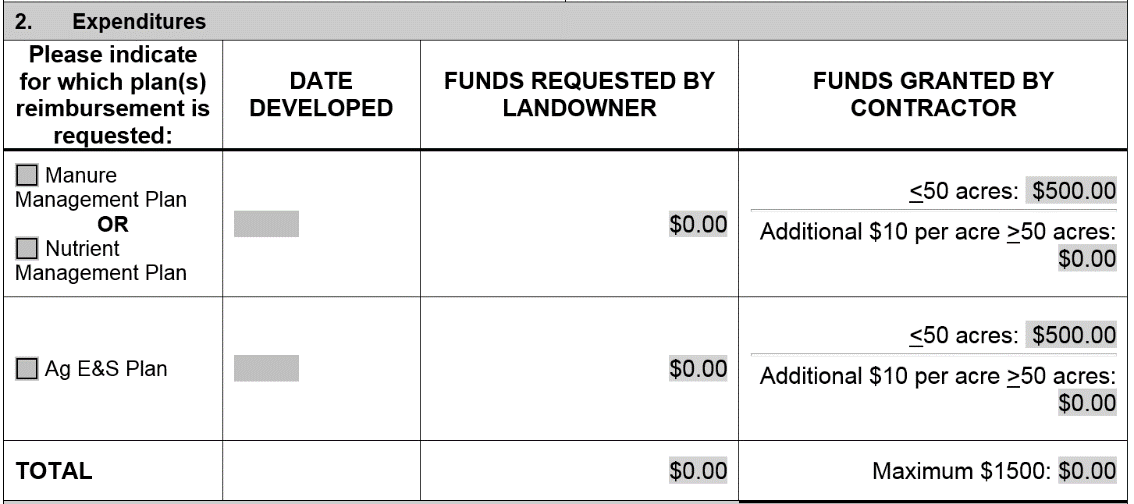 2. Expenditures
Please indicate
for which plan(s)
reimbursement is
requested:
DATE
DEVELOPED
FUNDS REQUESTED BY
LANDOWNER
FUNDS GRANTED BY
CONTRACTOR
Manure
Management Plan
OR
Nutrient
Management Plan
$0.00
≤50 acres: $500.00
Additional $10 per acre ≥50 acres:
$0.00
Ag E&S Plan
$0.00
≤50 acres: $500.00
Additional $10 per acre ≥50 acres:
$0.00
TOTAL
$0.00
Maximum $1500: $0.00